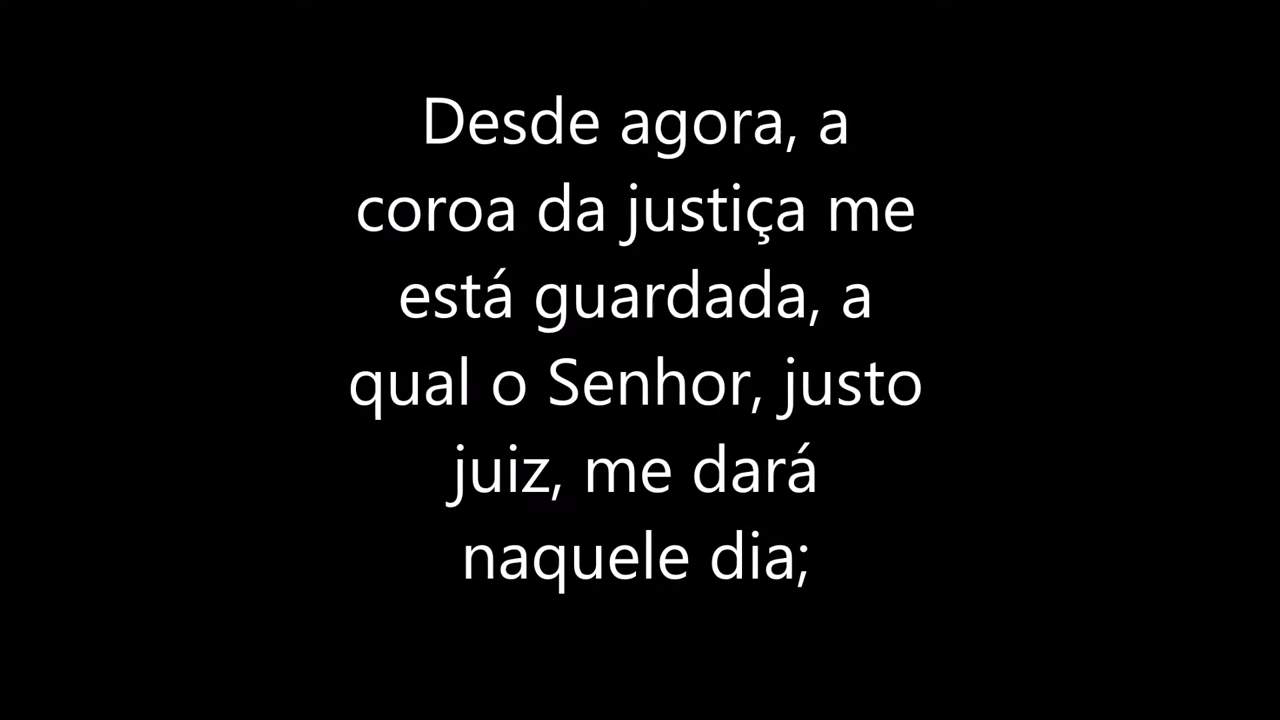 Desde agora, a
coroa da justiça me
está guardada, a
qual o Senhor, justo
juiz, me dará
naquele dia;